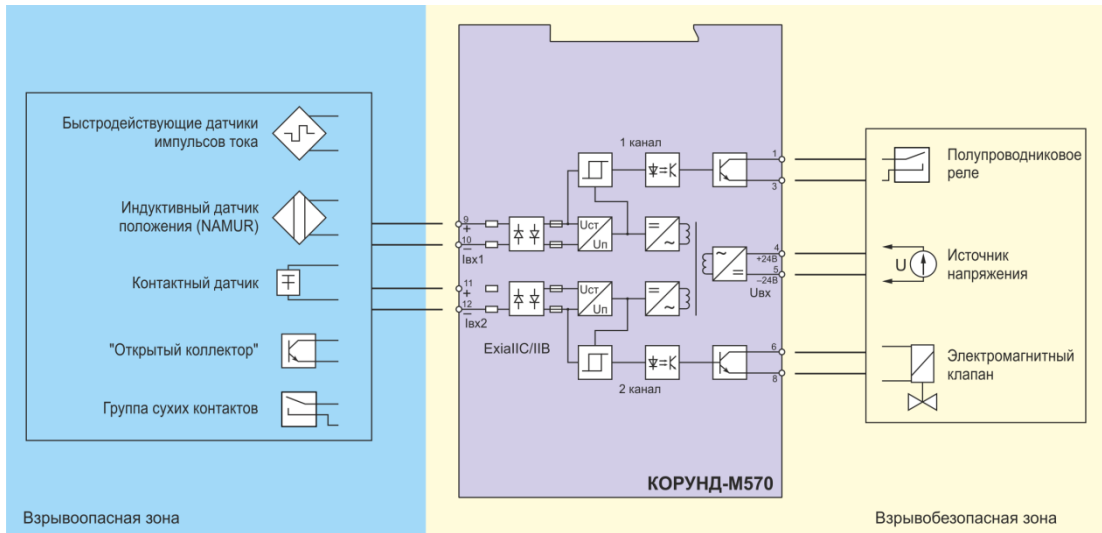 Быстродействующие датчики
импульсов тока
Индуктивный датчик
положения (NAMUR)
Контактный датчик
"Открытый коллектор"
Группа сухих контактов
Взрывоопасная зона
1 канал
9
+
10
–
Iвх1
Uст
Uп
11
+
12
–
Iвх2
Uст
Uп
ExiaIIC/IIB
2 канал
1
3
4
+24В
5
–24В
Uвх
6
8
КОРУНД-М570
Полупроводниковое
реле
U
Источник
напряжения
Электромагнитный
клапан
Взрывобезопасная зона